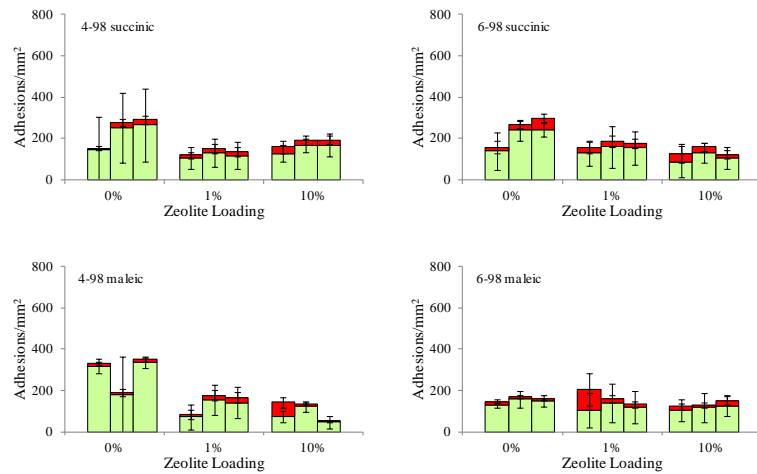 800
4-98 succinic
600
400
200
0
Adhesions/mm²
0% 1% 10%
Zeolite Loading
800
6-98 succinic
600
400
200
0
Adhesions/mm²
0% 1% 10%
Zeolite Loading
800
4-98 maleic
600
400
200
0
Adhesions/mm²
0% 1% 10%
Zeolite Loading
800
6-98 maleic
600
400
200
0
Adhesions/mm²
0% 1% 10%
Zeolite Loading